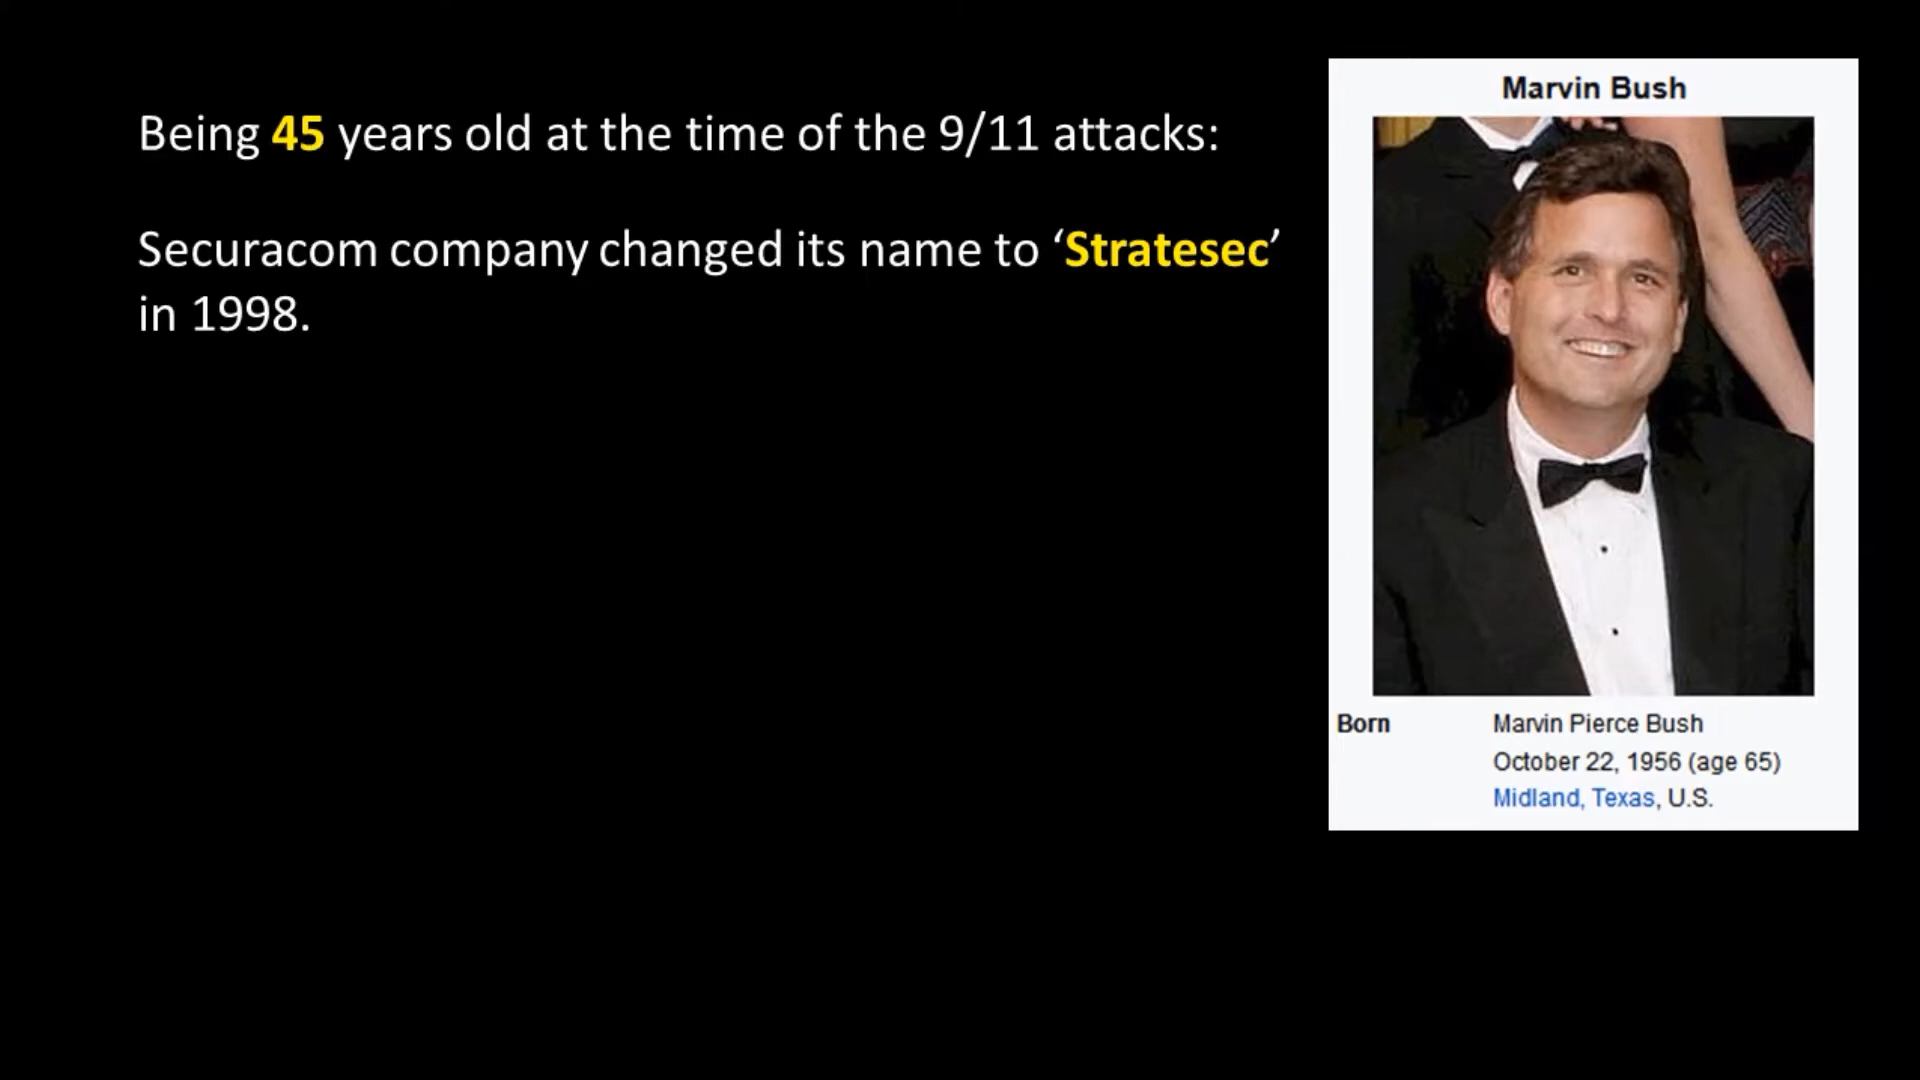 Being 45 years old at the time of the 9/11 attacks:
Securacom company changed its name to ‘Stratesec’
in 1998.
Marvin Bush
Born Marvin Pierce Bush
October 22, 1956 (age 65)
Midland, Texas, U.S.